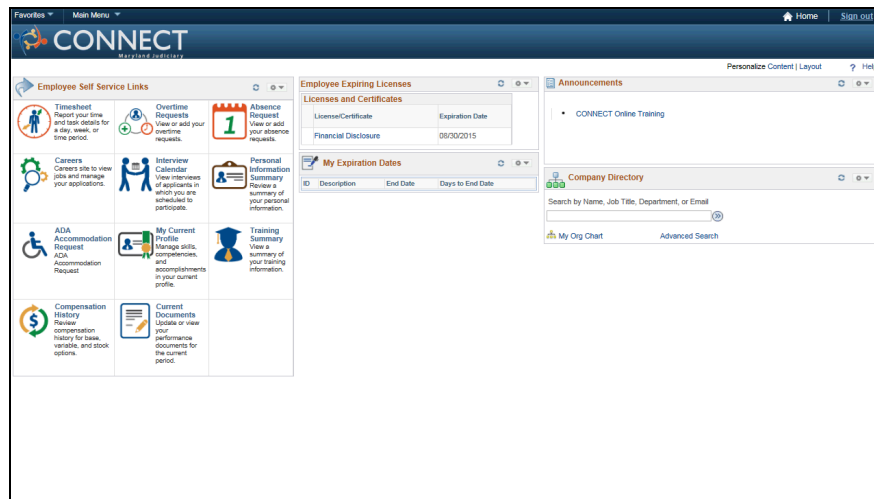 Favorites Main Menu Home Sign out
CONNECT
Maryland Judiciary
Personalize Content | Layout ? Hel
Employee Self Service Links
Timesheet
Report your time
and task details for
a day, week, or
time period.
Overtime
Requests
View or add your
overtime
requests.
Absence
Request
View or add
your absence
requests.
1
Careers
Careers site to view
jobs and manage
your applications.
Interview
Calendar
View interviews
of applicants in
which you are
scheduled to
participate.
Personal
Information
Summary
Review a
summary of
your personal
information.
ADA
Accommodation
Request
ADA
Accommodation
Request
My Current
Profile
Manage skills,
competencies,
and
accomplishments
in your current
profile.
Training
Summary
View a
summary of
your training
information.
Compensation
History
Review
compensation
history for base,
variable, and stock
options.
$
Current
Documents
Update or view
your
performance
documents for
the current
period.
Employee Expiring Licenses
Licenses and Certificates
License/Certificate Expiration Date
Financial Disclosure 06/30/2015
My Expiration Dates
ID Description End Date Days to End Date
Announcements
• CONNECT Online Training
Company Directory
Search by Name, Job Title, Department, or Email
My Org Chart Advanced Search